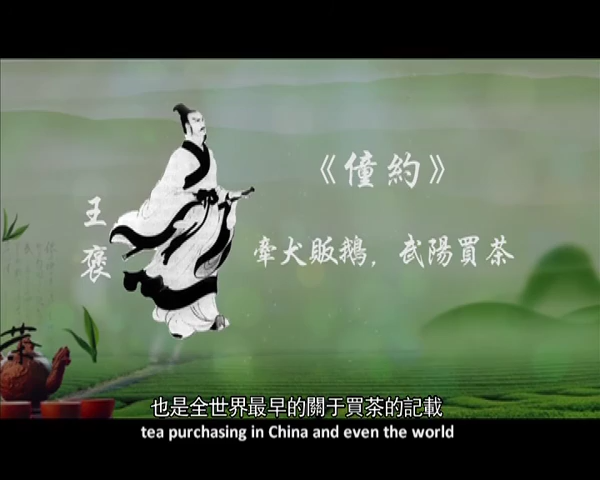 《僮約》
王褒
牽犬販鵝，武陽買茶
茶
也是全世界最早的關于買茶的記載
tea purchasing in China and even the world